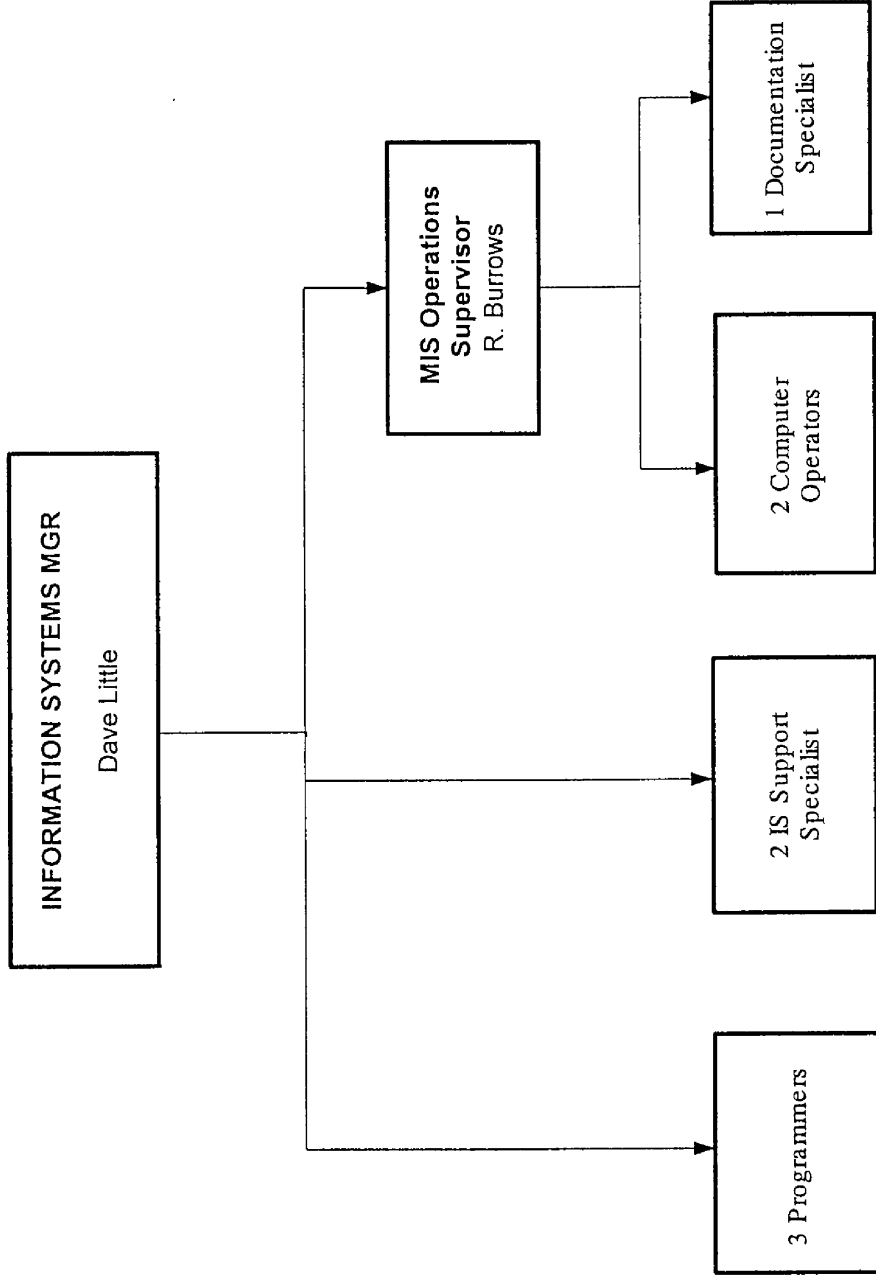 INFORMATION SYSTEMS MGR
Dave Little
MIS Operations
Supervisor
R. Burrows
3 Programmers
2 IS Support
Specialist
2 Computer
Operators
1 Documentation
Specialist